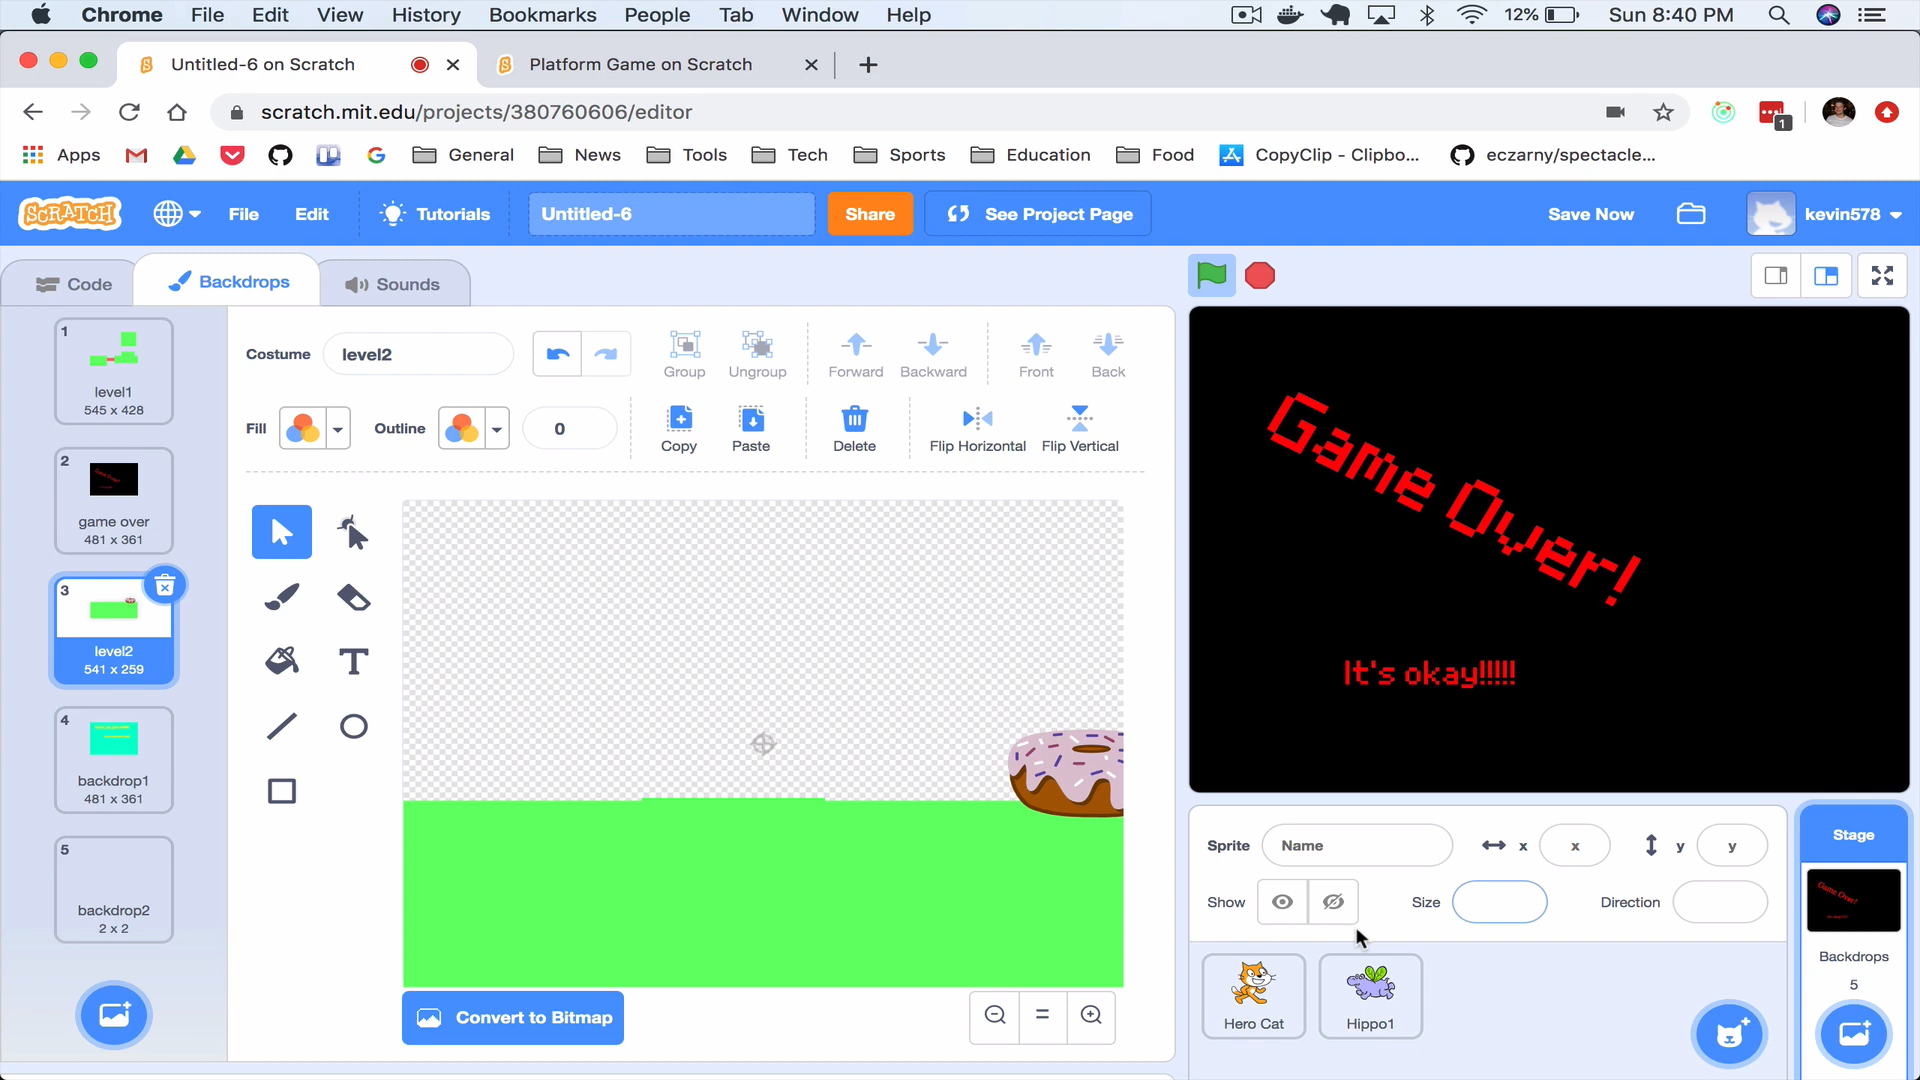 Chrome File Edit View History Bookmarks People Tab Window Help 12% Sun 8:40 PM
Untitled-6 on Scratch Platform Game on Scratch
scratch.mit.edu/projects/380760606/editor 1
Apps General News Tools Tech Sports Education Food CopyClip - Clipbo... eczarny/spectacle...
SCRATCH File Edit Tutorials Untitled-6 Share See Project Page Save Now kevin578
Code Backdrops Sounds
1
level1
545 x 428
2
game over
481 x 361
3
level2
541 x 259
4
backdrop1
481 x 361
5
backdrop2
2 x 2
Costume level2 Group Ungroup Forward Backward Front Back
Fill Outline 0 Copy Paste Delete Flip Horizontal Flip Vertical
T
Convert to Bitmap
Game Over!
It's okay!!!!!
Sprite Name x x y y
Show Size Direction
Hero Cat Hippo1
Stage
Game Over!
Backdrops
5